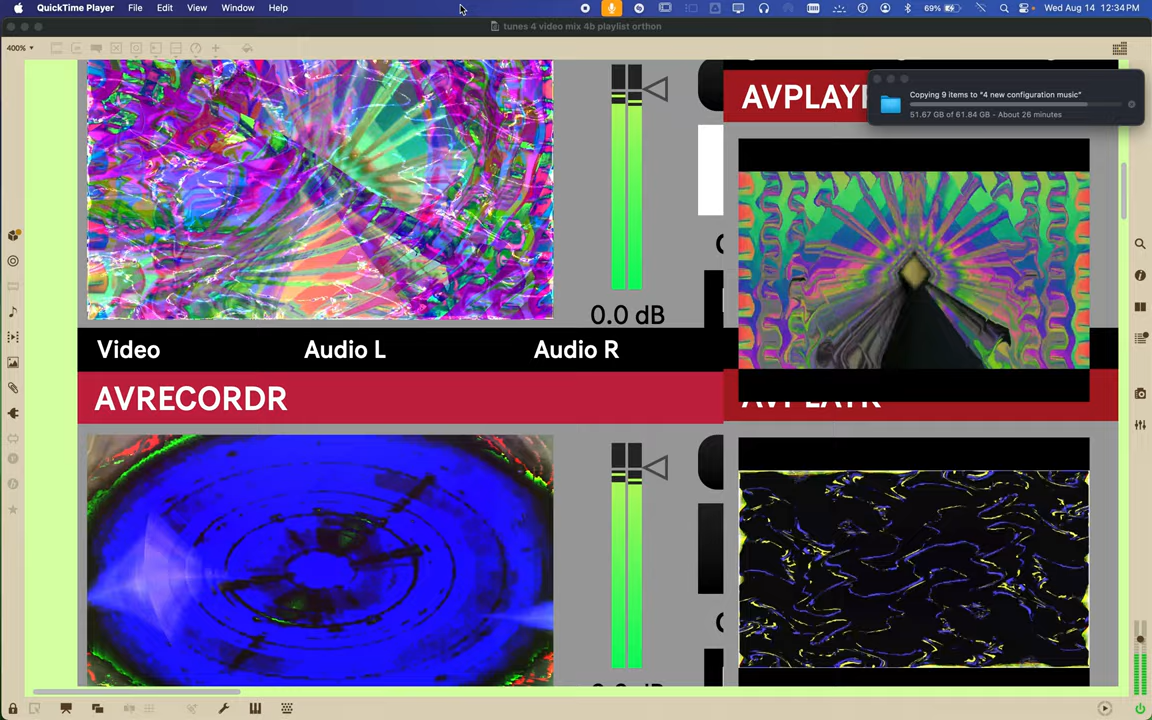 QuickTime Player File Edit View Window Help 69% Wed Aug 14 12:34 PM
tunes 4 video mix 4b playlist orthon
400%
AVPLAY
Copying 9 items to "4 new configuration music"
51.67 GB of 61.84 GB - About 26 minutes
0.0 dB
Video Audio L Audio R
AVRECORDR